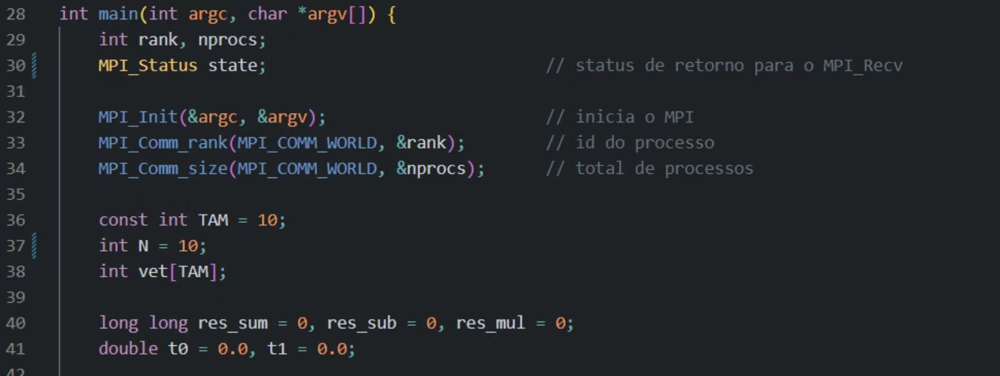 28 int main(int argc, char *argv[]) {
29 int rank, nprocs;
30 MPI_Status state; // status de retorno para o MPI_Recv
31
32 MPI_Init(&argc, &argv); // inicia o MPI
33 MPI_Comm_rank(MPI_COMM_WORLD, &rank); // id do processo
34 MPI_Comm_size(MPI_COMM_WORLD, &nprocs); // total de processos
35
36 const int TAM = 10;
37 int N = 10;
38 int vet[TAM];
39
40 long long res_sum = 0, res_sub = 0, res_mul = 0;
41 double t0 = 0.0, t1 = 0.0;
42